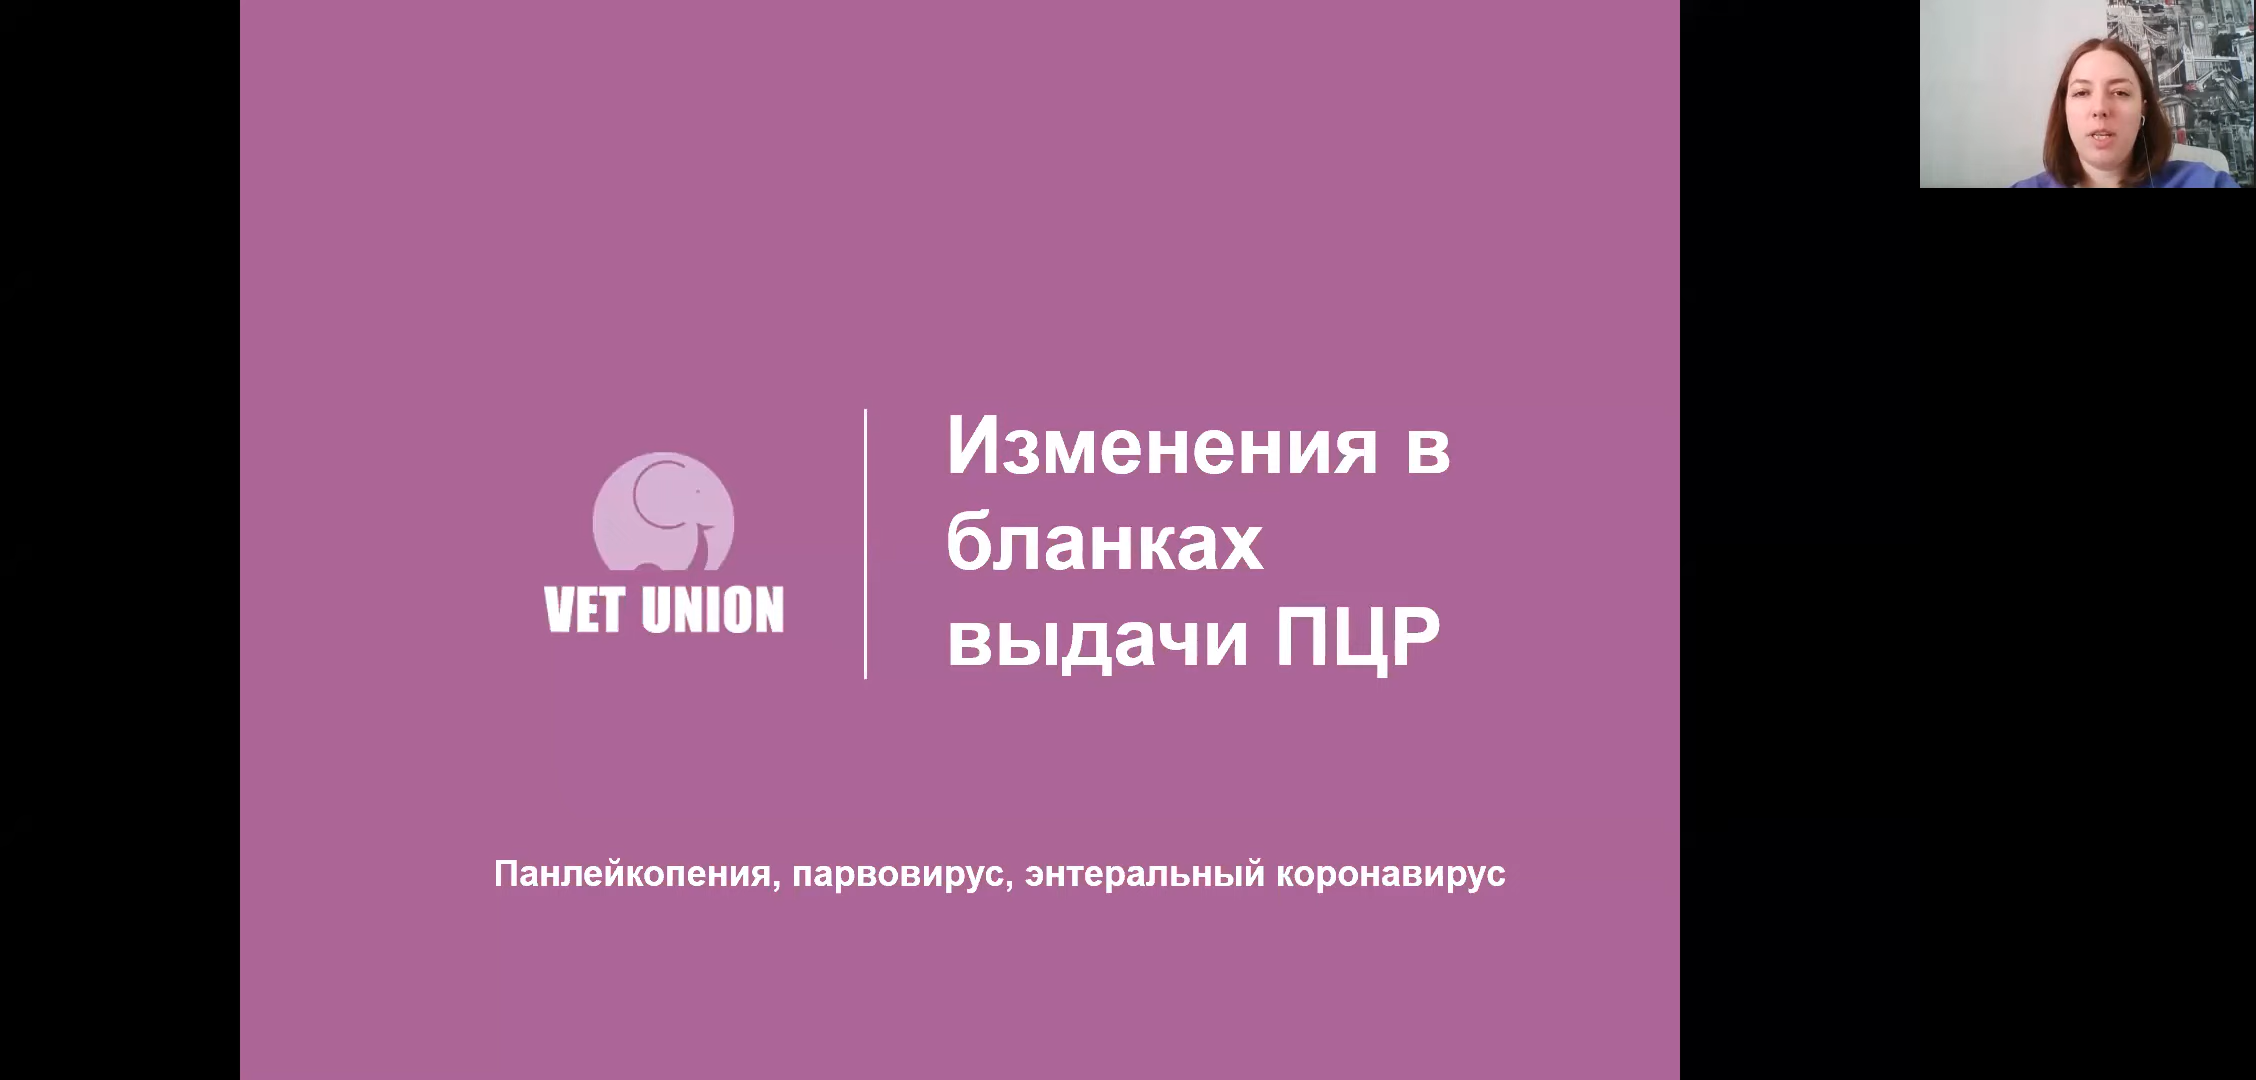 VET UNION
Изменения в
бланках
выдачи ПЦР
Панлейкопения, парвовирус, энтеральный коронавирус